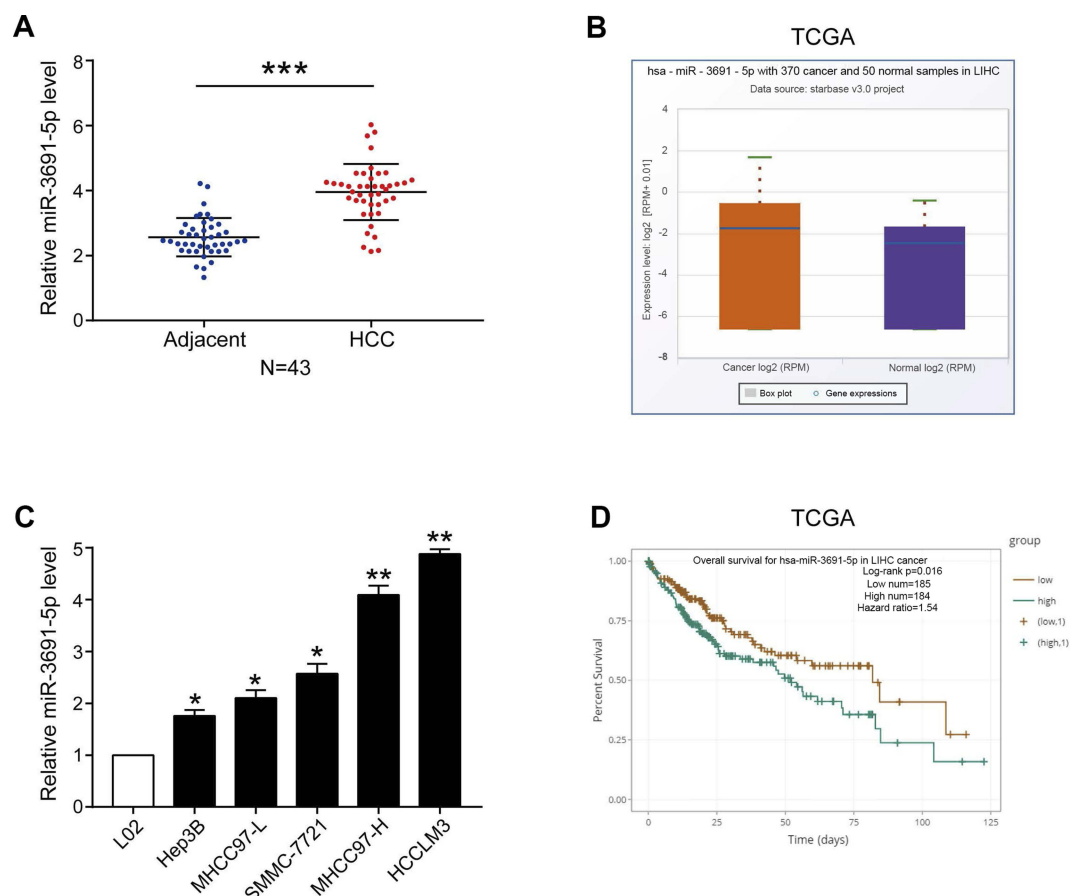 A
Relative miR-3691-5p level
8
6
4
2
0
***
Adjacent
HCC
N=43
B
TCGA
hsa - miR - 3691 - 5p with 370 cancer and 50 normal samples in LIHC
Data source: starbase v3.0 project
Expression level: log2 [RPM+ 0.01]
4
2
0
-2
-4
-6
-8
Cancer log2 (RPM)
Normal log2 (RPM)
Box plot
Gene expressions
C
Relative miR-3691-5p level
5
4
3
2
1
0
*
*
*
**
**
L02
Hep3B
MHCC97-L
SMMC-7721
MHCC97-H
HCCLM3
D
TCGA
Overall survival for hsa-miR-3691-5p in LIHC cancer
Log-rank p=0.016
Low num=185
High num=184
Hazard ratio=1.54
Percent Survival
1.00
0.75
0.50
0.25
0.00
0
25
50
75
100
125
Time (days)
group
low
high
(low,1)
(high,1)